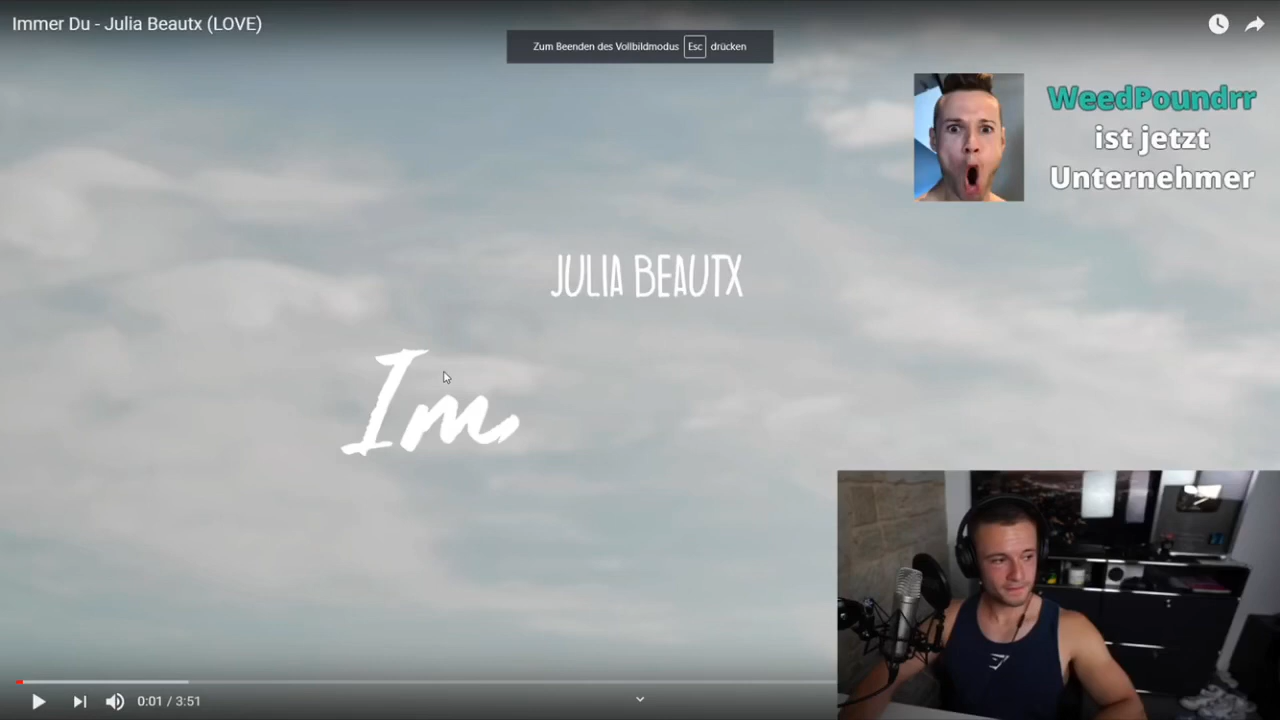 Immer Du - Julia Beautx (LOVE)
Zum Beenden des Vollbildmodus Esc drücken
WeedPoundrr
ist jetzt
Unternehmer
JULIA BEAUTX
Im
0:01 / 3:51